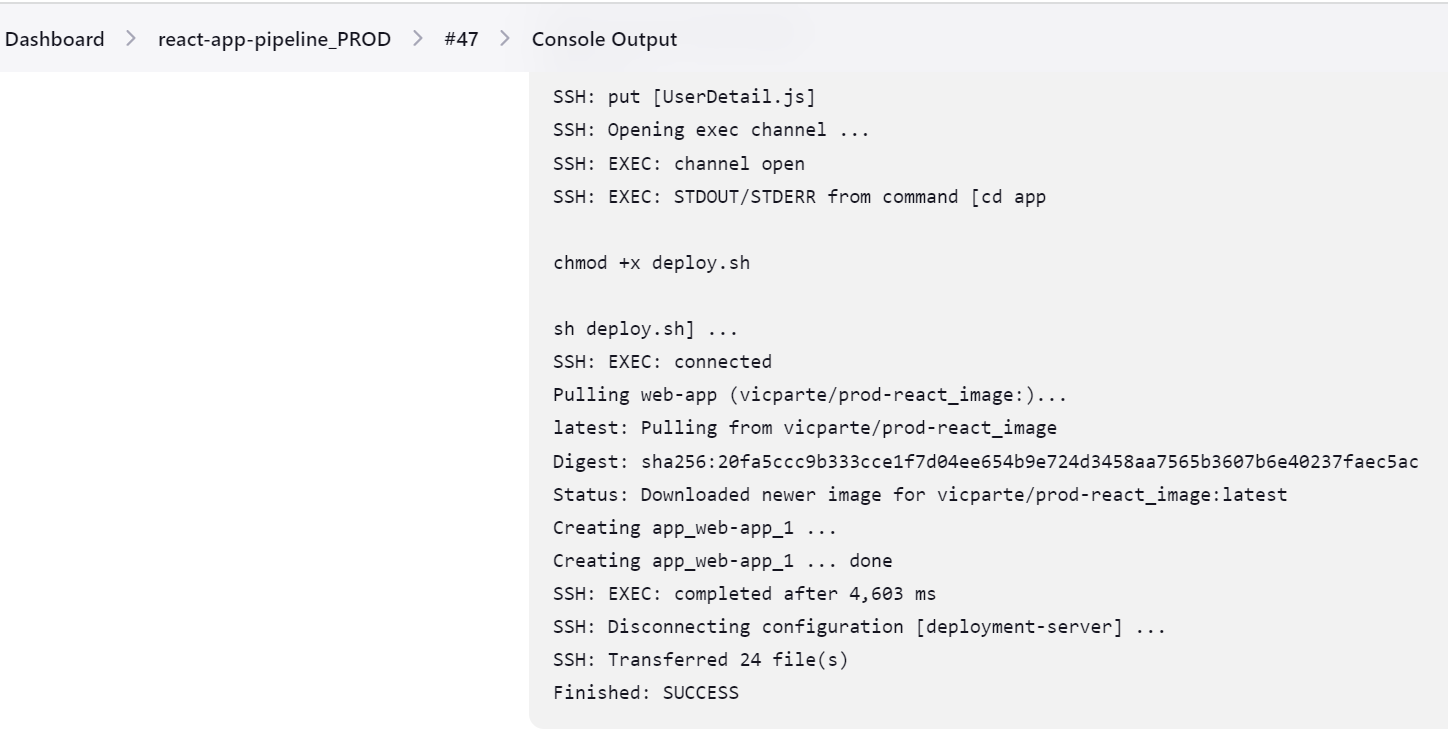 Dashboard > react-app-pipeline_PROD > #47 > Console Output
SSH: put [UserDetail.js]
SSH: Opening exec channel ...
SSH: EXEC: channel open
SSH: EXEC: STDOUT/STDERR from command [cd app
chmod +x deploy.sh
sh deploy.sh] ...
SSH: EXEC: connected
Pulling web-app (vicparte/prod-react_image:)...
latest: Pulling from vicparte/prod-react_image
Digest: sha256:20fa5ccc9b333cce1f7d04ee654b9e724d3458aa7565b3607b6e40237faec5ac
Status: Downloaded newer image for vicparte/prod-react_image:latest
Creating app_web-app_1 ...
Creating app_web-app_1 ... done
SSH: EXEC: completed after 4,603 ms
SSH: Disconnecting configuration [deployment-server] ...
SSH: Transferred 24 file(s)
Finished: SUCCESS